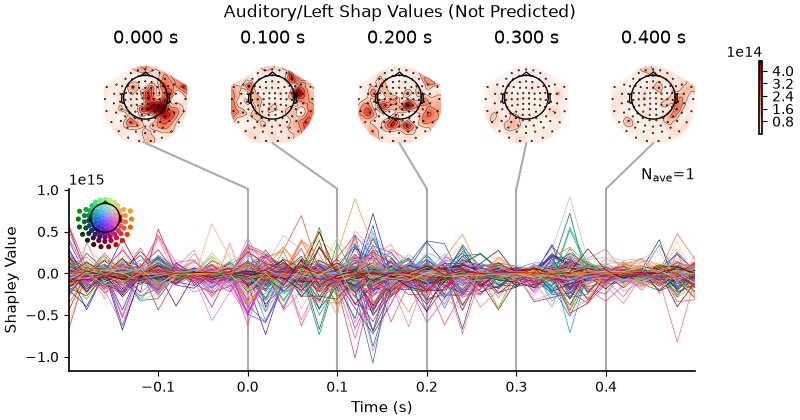 Auditory/Left Shap Values (Not Predicted)
0.000 s 0.100 s 0.200 s 0.300 s 0.400 s
1e14
4.0
3.2
2.4
1.6
0.8
Nave=1
1e15
1.0
0.5
0.0
−0.5
−1.0
Shapley Value
−0.1 0.0 0.1 0.2 0.3 0.4
Time (s)